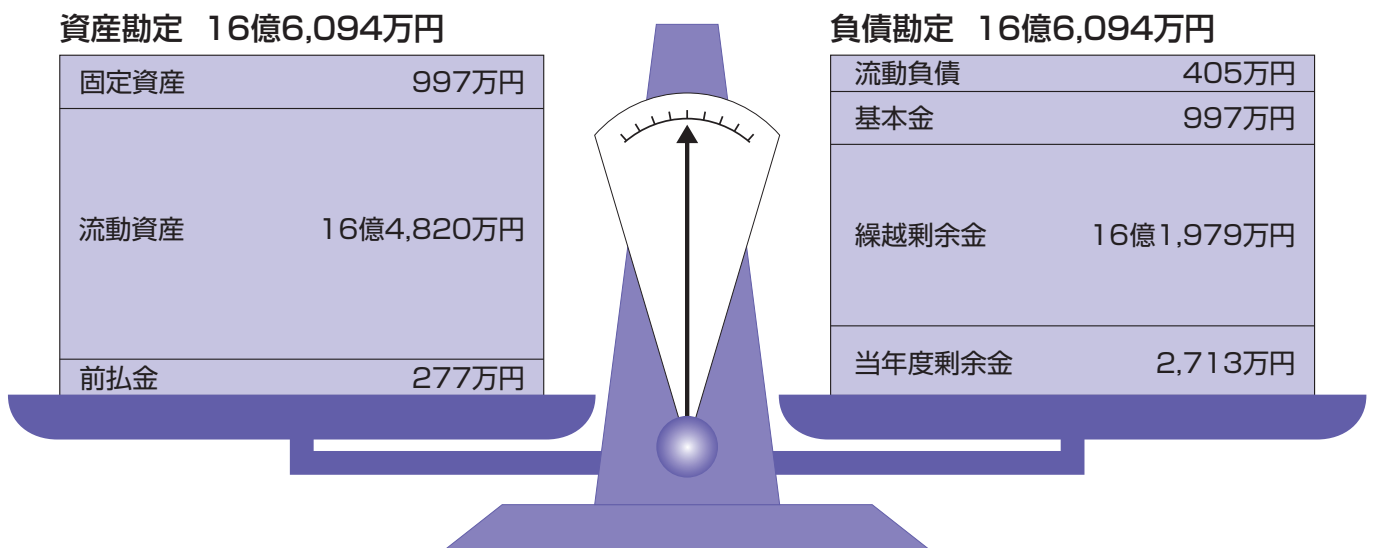 資産勘定 16億6,094万円
固定資産 997万円
流動資産 16億4,820万円
前払金 277万円
負債勘定 16億6,094万円
流動負債 405万円
基本金 997万円
繰越剰余金 16億1,979万円
当年度剰余金 2,713万円